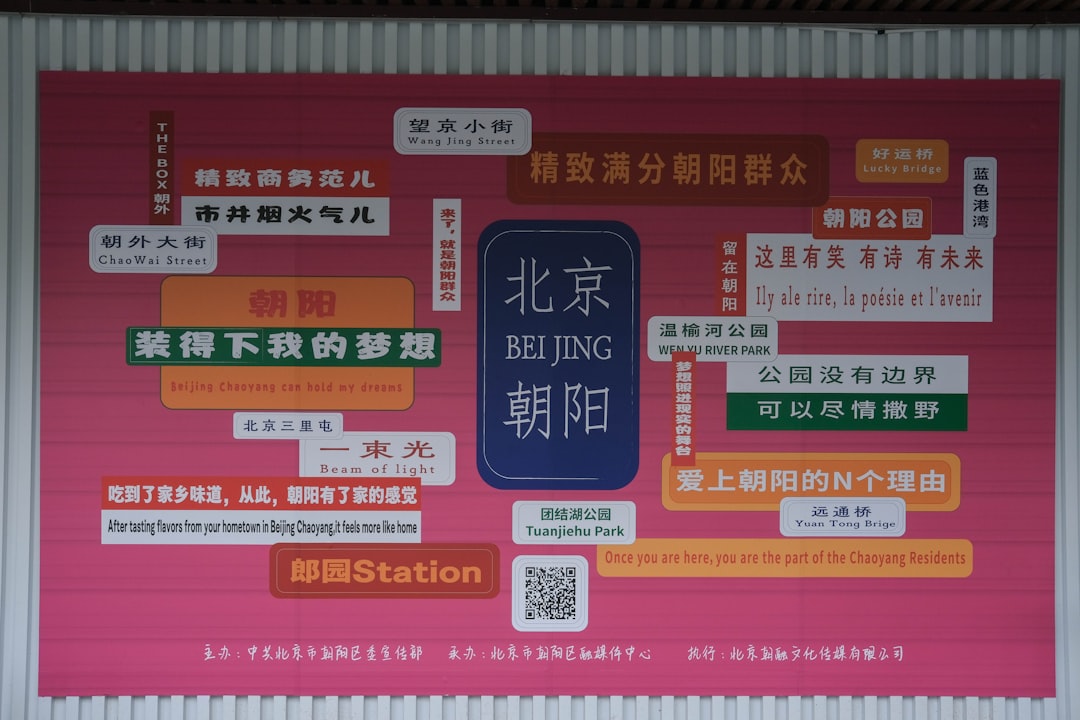 THE BOX 朝外
望京小街
Wang Jing Street
精致商务范儿
市井烟火气儿
朝外大街
ChaoWai Street
来了，就是朝阳群众
精致满分朝阳群众
好运桥
Lucky Bridge
蓝色港湾
朝阳公园
留在朝阳
这里有笑 有诗 有未来
Ily ale rire, la poésie et l'avenir
朝阳
装得下我的梦想
Beijing Chaoyang can hold my dreams
北京
BEI JING
朝阳
温榆河公园
WEN YU RIVER PARK
梦想照进现实的舞台
公园没有边界
可以尽情撒野
北京三里屯
一束光
Beam of light
爱上朝阳的N个理由
远通桥
Yuan Tong Brige
吃到了家乡味道，从此，朝阳有了家的感觉
After tasting flavors from your hometown in Beijing Chaoyang,it feels more like home
团结湖公园
Tuanjiehu Park
Once you are here, you are the part of the Chaoyang Residents
郎园Station
主办：中共北京市朝阳区委宣传部 承办：北京市朝阳区融媒体中心 执行：北京朝融文化传媒有限公司